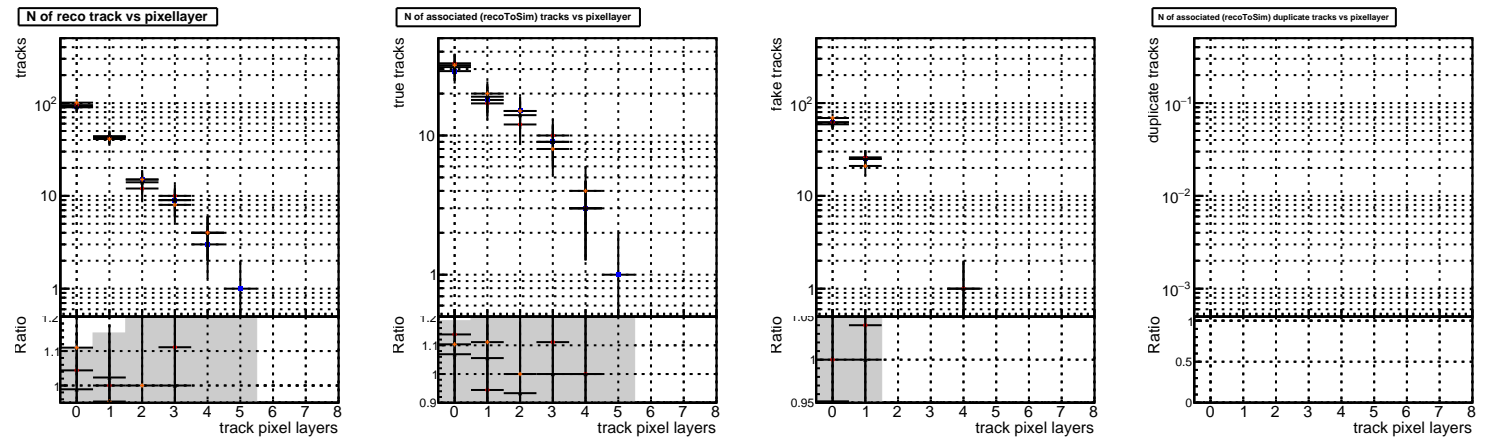 N of reco track vs pixellayer
tracks
10²
10
1
Ratio
1.2
1.1
1
0 1 2 3 4 5 6 7 8
track pixel layers
N of associated (recoToSim) tracks vs pixellayer
true tracks
10
1
Ratio
1.2
1.1
1
0.9
0 1 2 3 4 5 6 7 8
track pixel layers
fake tracks
10²
10
1
Ratio
1.05
1
0.95
0 1 2 3 4 5 6 7 8
track pixel layers
N of associated (recoToSim) duplicate tracks vs pixellayer
duplicate tracks
10⁻¹
10⁻²
10⁻³
Ratio
1
0.5
0
0 1 2 3 4 5 6 7 8
track pixel layers